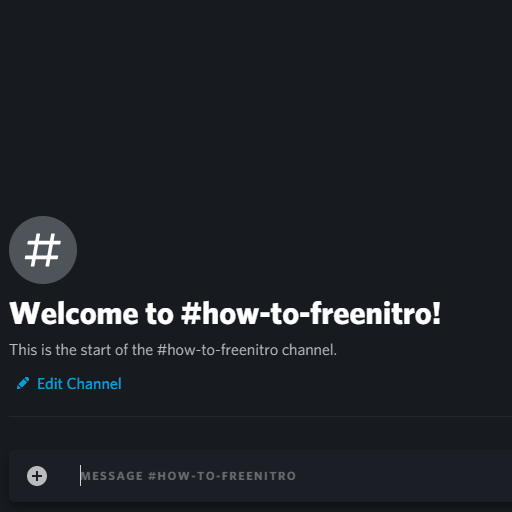 #
Welcome to #how-to-freenitro!
This is the start of the #how-to-freenitro channel.
Edit Channel
MESSAGE #HOW-TO-FREENITRO